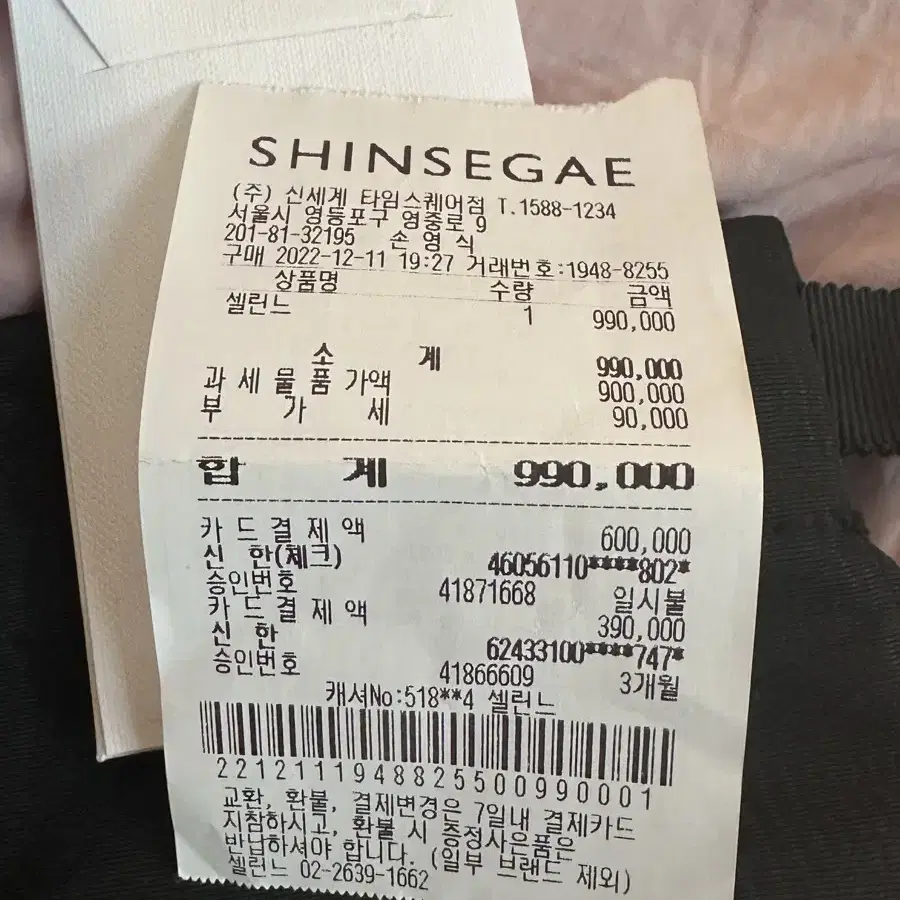 SHINSEGAE
(주) 신세계 타임스퀘어점 T.1588-1234
서울시 영등포구 영중로 9
201-81-32195 손영식
구매 2022-12-11 19:27 거래번호:1948-8255
상품명 수량 금액
셀린느 1 990,000
소 계 990,000
과 세 물 품 가액 900,000
부 가 세 90,000
합 계 990,000
카 드 결 제 액 600,000
신 한(체크) 46056110****802*
승인번호 41871668 일시불
카 드 결 제 액 390,000
신 한 62433100****747*
승인번호 41866609 3개월
캐셔No:518**4 셀린느
2212111948825500990001
교환, 환불, 결제변경은 7일내 결제카드
지참하시고, 환불 시 증정사은품은
반납하셔야 합니다. (일부 브랜드 제외)
셀린느 02-2639-1662